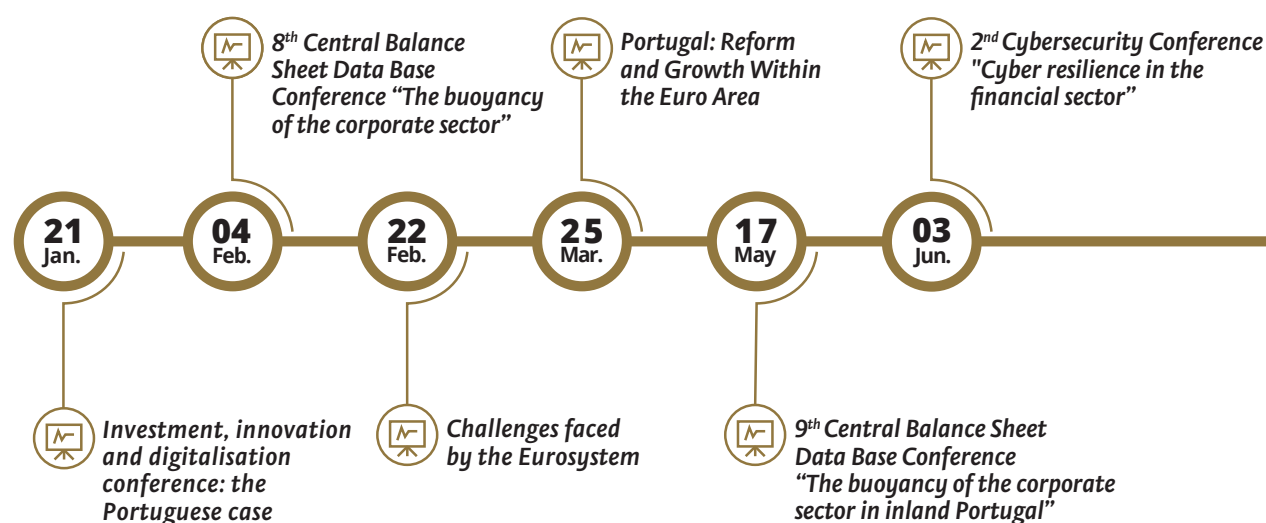 8th Central Balance
Sheet Data Base
Conference “The buoyancy
of the corporate sector”
Portugal: Reform
and Growth Within
the Euro Area
2nd Cybersecurity Conference
"Cyber resilience in the
financial sector”
21
Jan.
04
Feb.
22
Feb.
25
Mar.
17
May
03
Jun.
Investment, innovation
and digitalisation
conference: the
Portuguese case
Challenges faced
by the Eurosystem
9th Central Balance Sheet
Data Base Conference
“The buoyancy of the corporate
sector in inland Portugal”